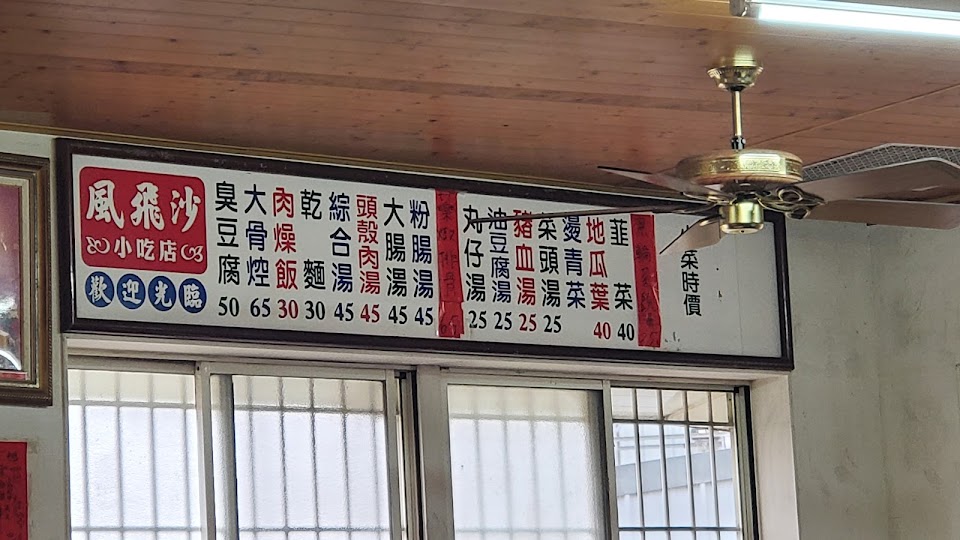 風飛沙
小吃店
歡迎光臨
臭豆腐 50
大骨焢 65
肉燥飯 30
乾麵 30
綜合湯 45
頭殼肉湯 45
大腸湯 45
粉腸湯 45
丸仔湯 25
油豆腐湯 25
豬血湯 25
菜頭湯 25
燙青菜
地瓜葉 40
韮菜 40
菜時價